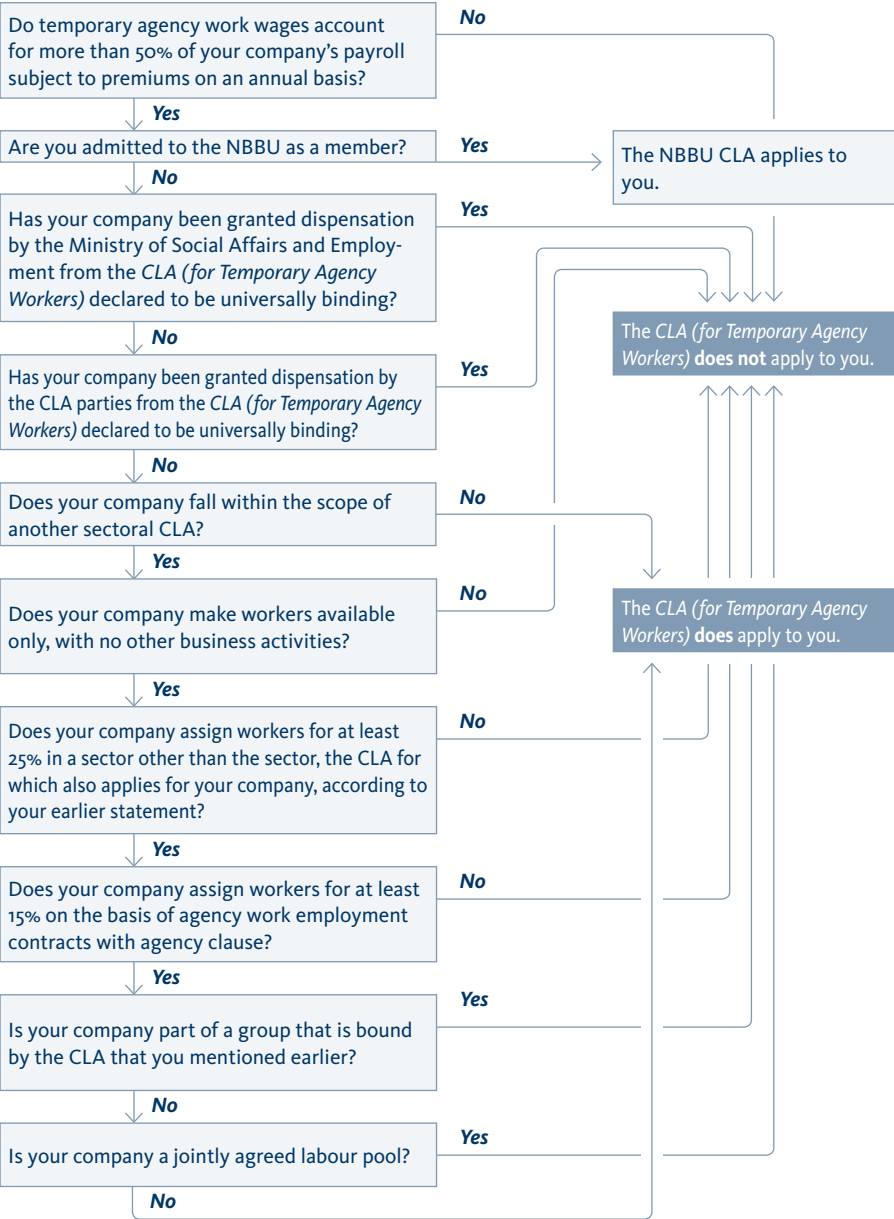 Do temporary agency work wages account
for more than 50% of your company's payroll
subject to premiums on an annual basis?
No
Yes
Are you admitted to the NBBU as a member?
Yes
The NBBU CLA applies to
you.
No
Has your company been granted dispensation
by the Ministry of Social Affairs and Employ-
ment from the CLA (for Temporary Agency
Workers) declared to be universally binding?
Yes
The CLA (for Temporary Agency
Workers) does not apply to you.
No
Has your company been granted dispensation by
the CLA parties from the CLA (for Temporary Agency
Workers) declared to be universally binding?
Yes
No
Does your company fall within the scope of
another sectoral CLA?
No
Yes
Does your company make workers available
only, with no other business activities?
No
The CLA (for Temporary Agency
Workers) does apply to you.
Yes
Does your company assign workers for at least
25% in a sector other than the sector, the CLA for
which also applies for your company, according to
your earlier statement?
No
Yes
Does your company assign workers for at least
15% on the basis of agency work employment
contracts with agency clause?
No
Yes
Is your company part of a group that is bound
by the CLA that you mentioned earlier?
Yes
No
Is your company a jointly agreed labour pool?
Yes
No